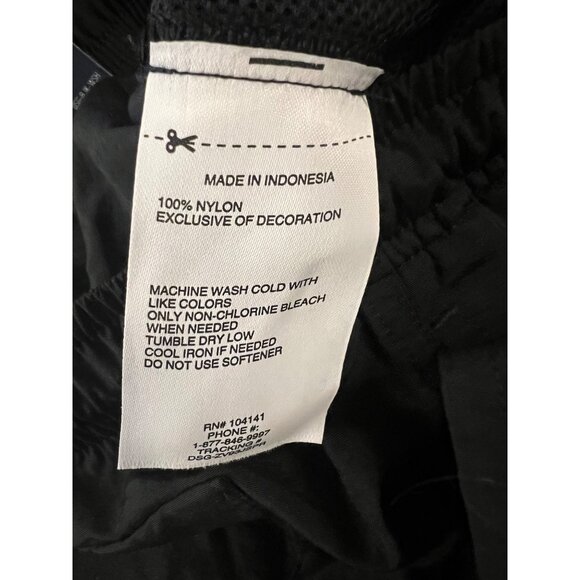 MADE IN INDONESIA
100% NYLON
EXCLUSIVE OF DECORATION
MACHINE WASH COLD WITH
LIKE COLORS
ONLY NON-CHLORINE BLEACH
WHEN NEEDED
TUMBLE DRY LOW
COOL IRON IF NEEDED
DO NOT USE SOFTENER
RN# 104141
PHONE #:
1-877-846-9997
TRACKING #